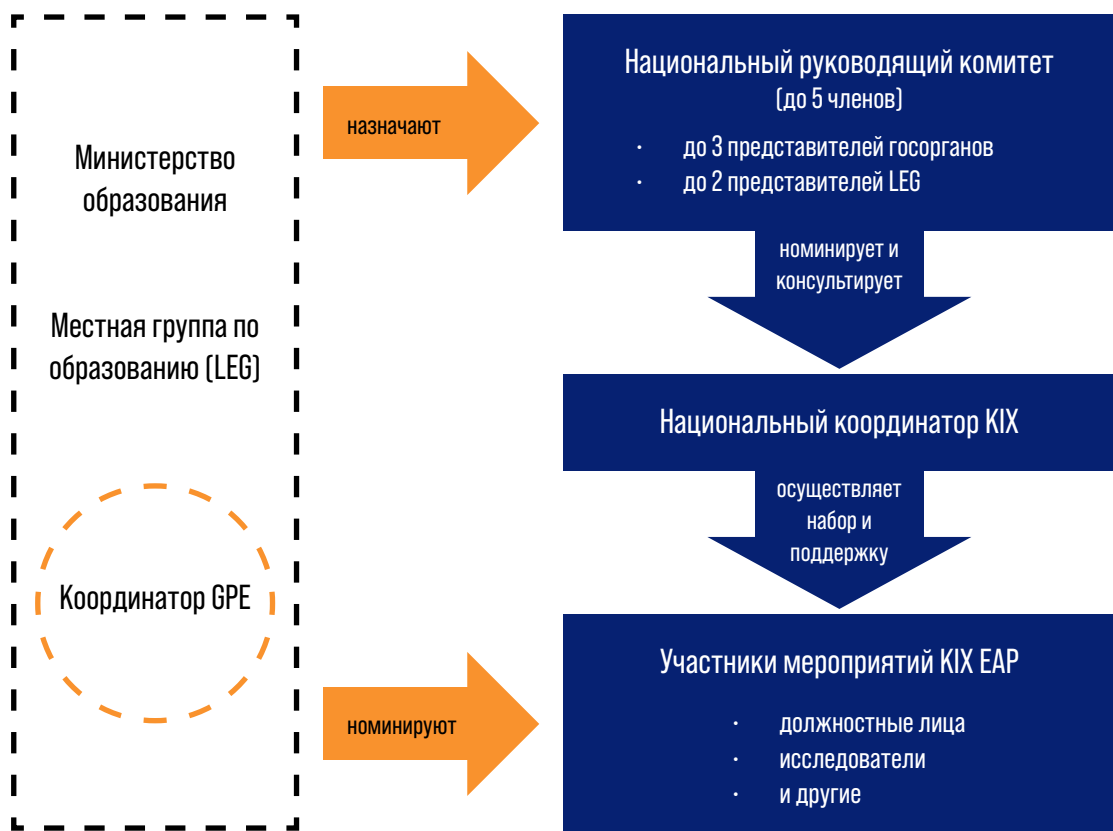 Министерство
образования
Местная группа по
образованию (LEG)
Координатор GPE
назначают
номинируют
Национальный руководящий комитет
(до 5 членов)
· до 3 представителей госорганов
· до 2 представителей LEG
номинирует и
консультирует
Национальный координатор KIX
осуществляет
набор и
поддержку
Участники мероприятий KIX EAP
· должностные лица
· исследователи
· и другие